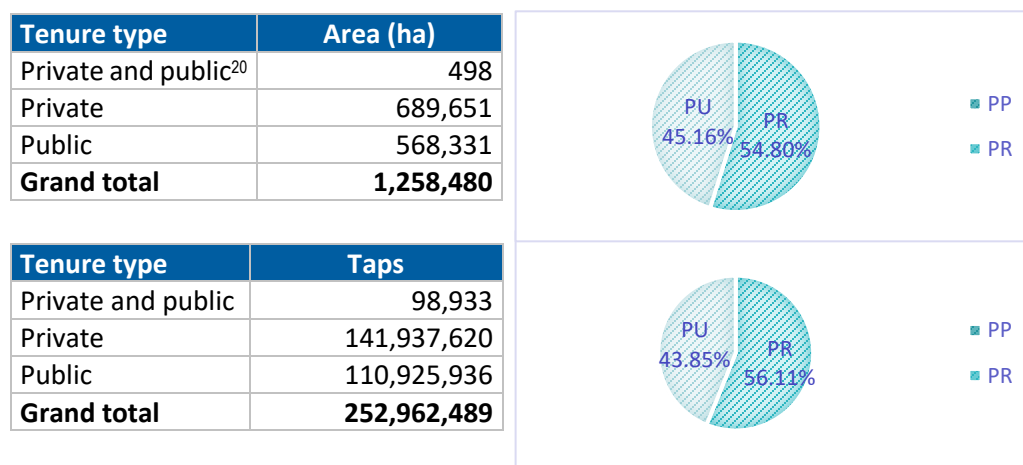 Tenure type Area (ha)
Private and public20 498
Private 689,651
Public 568,331
Grand total 1,258,480
PU
45.16%
PR
54.80%
PP
PR
Tenure type Taps
Private and public 98,933
Private 141,937,620
Public 110,925,936
Grand total 252,962,489
PU
43.85%
PR
56.11%
PP
PR